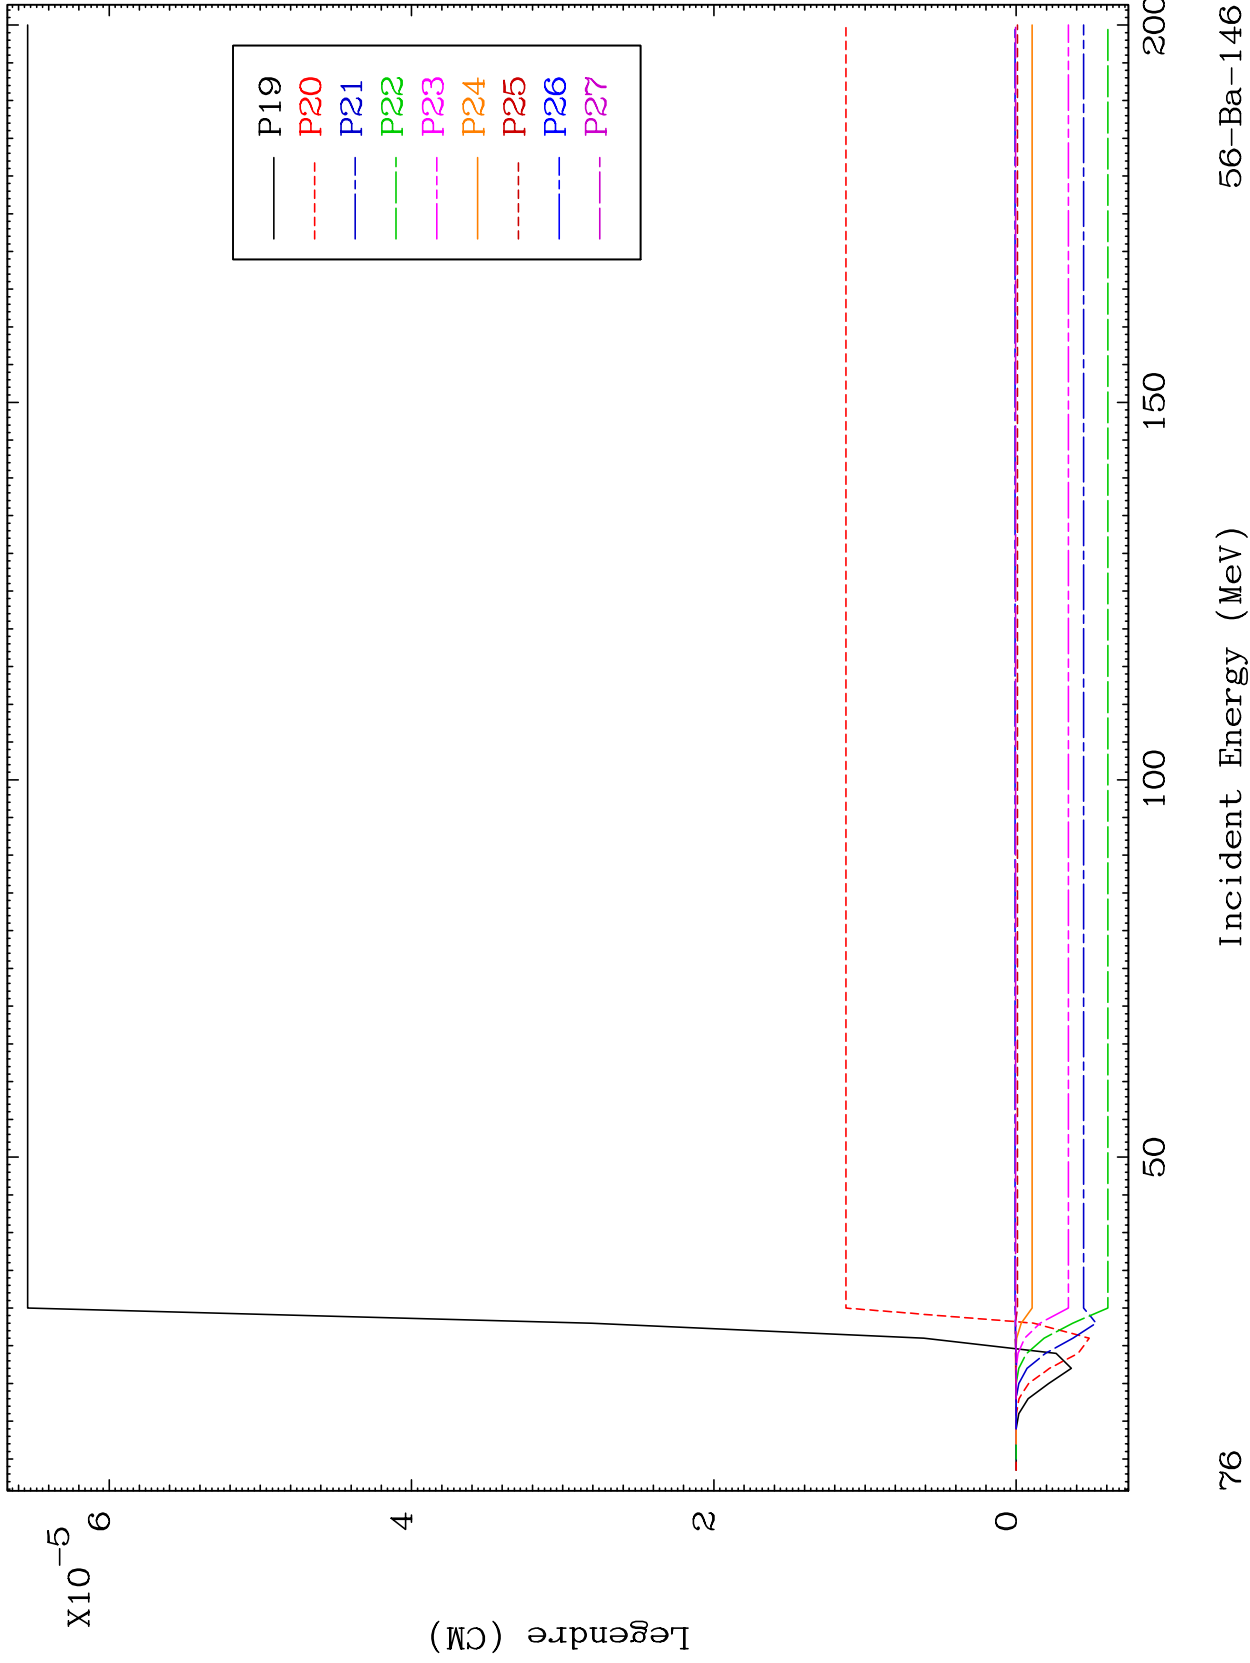 X10-5
6
4
2
0
Legendre (CM)
P19
P20
P21
P22
P23
P24
P25
P26
P27
50
100
150
200
Incident Energy (MeV)
76
56-Ba-146